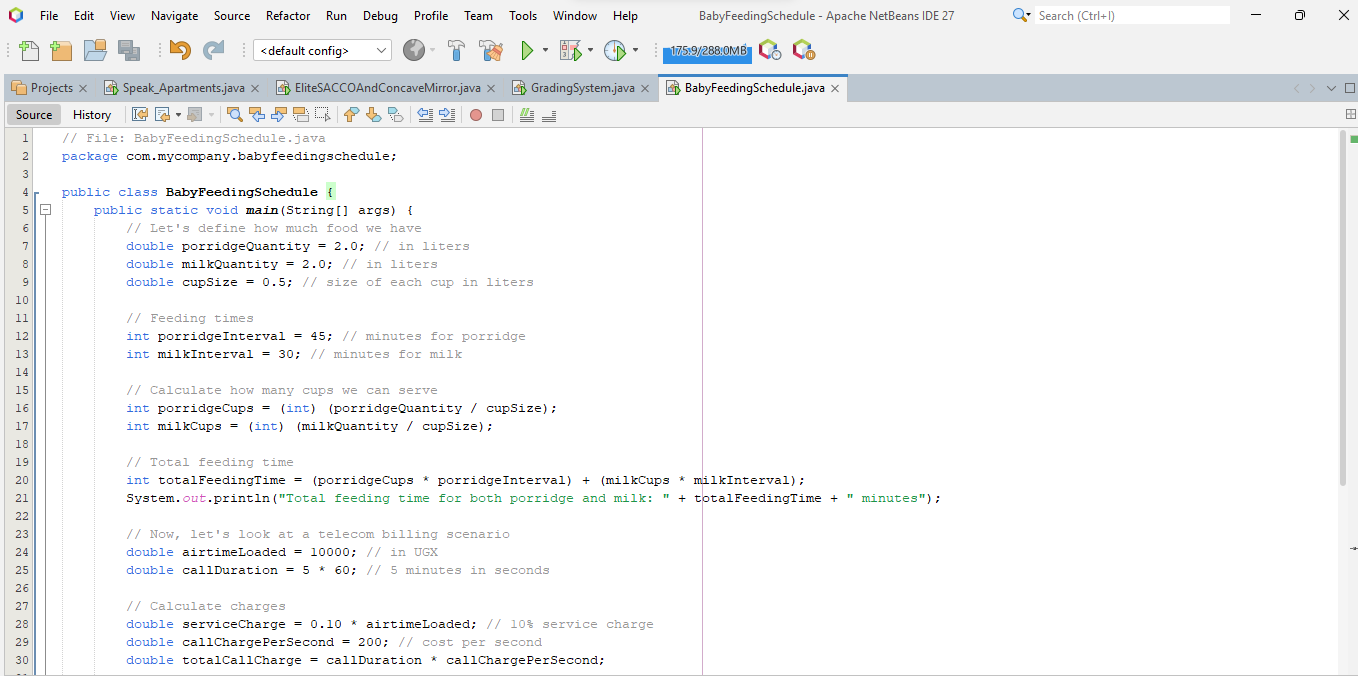 File Edit View Navigate Source Refactor Run Debug Profile Team Tools Window Help BabyFeedingSchedule - Apache NetBeans IDE 27 Search (Ctrl+I)
<default config> 175.9/288.0MB
Projects Speak_Apartments.java EliteSACCOAndConcaveMirror.java GradingSystem.java BabyFeedingSchedule.java
Source History
1 // File: BabyFeedingSchedule.java
2 package com.mycompany.babyfeedingschedule;
3
4 public class BabyFeedingSchedule {
5     public static void main(String[] args) {
6         // Let's define how much food we have
7         double porridgeQuantity = 2.0; // in liters
8         double milkQuantity = 2.0; // in liters
9         double cupSize = 0.5; // size of each cup in liters
10
11         // Feeding times
12         int porridgeInterval = 45; // minutes for porridge
13         int milkInterval = 30; // minutes for milk
14
15         // Calculate how many cups we can serve
16         int porridgeCups = (int) (porridgeQuantity / cupSize);
17         int milkCups = (int) (milkQuantity / cupSize);
18
19         // Total feeding time
20         int totalFeedingTime = (porridgeCups * porridgeInterval) + (milkCups * milkInterval);
21         System.out.println("Total feeding time for both porridge and milk: " + totalFeedingTime + " minutes");
22
23         // Now, let's look at a telecom billing scenario
24         double airtimeLoaded = 10000; // in UGX
25         double callDuration = 5 * 60; // 5 minutes in seconds
26
27         // Calculate charges
28         double serviceCharge = 0.10 * airtimeLoaded; // 10% service charge
29         double callChargePerSecond = 200; // cost per second
30         double totalCallCharge = callDuration * callChargePerSecond;